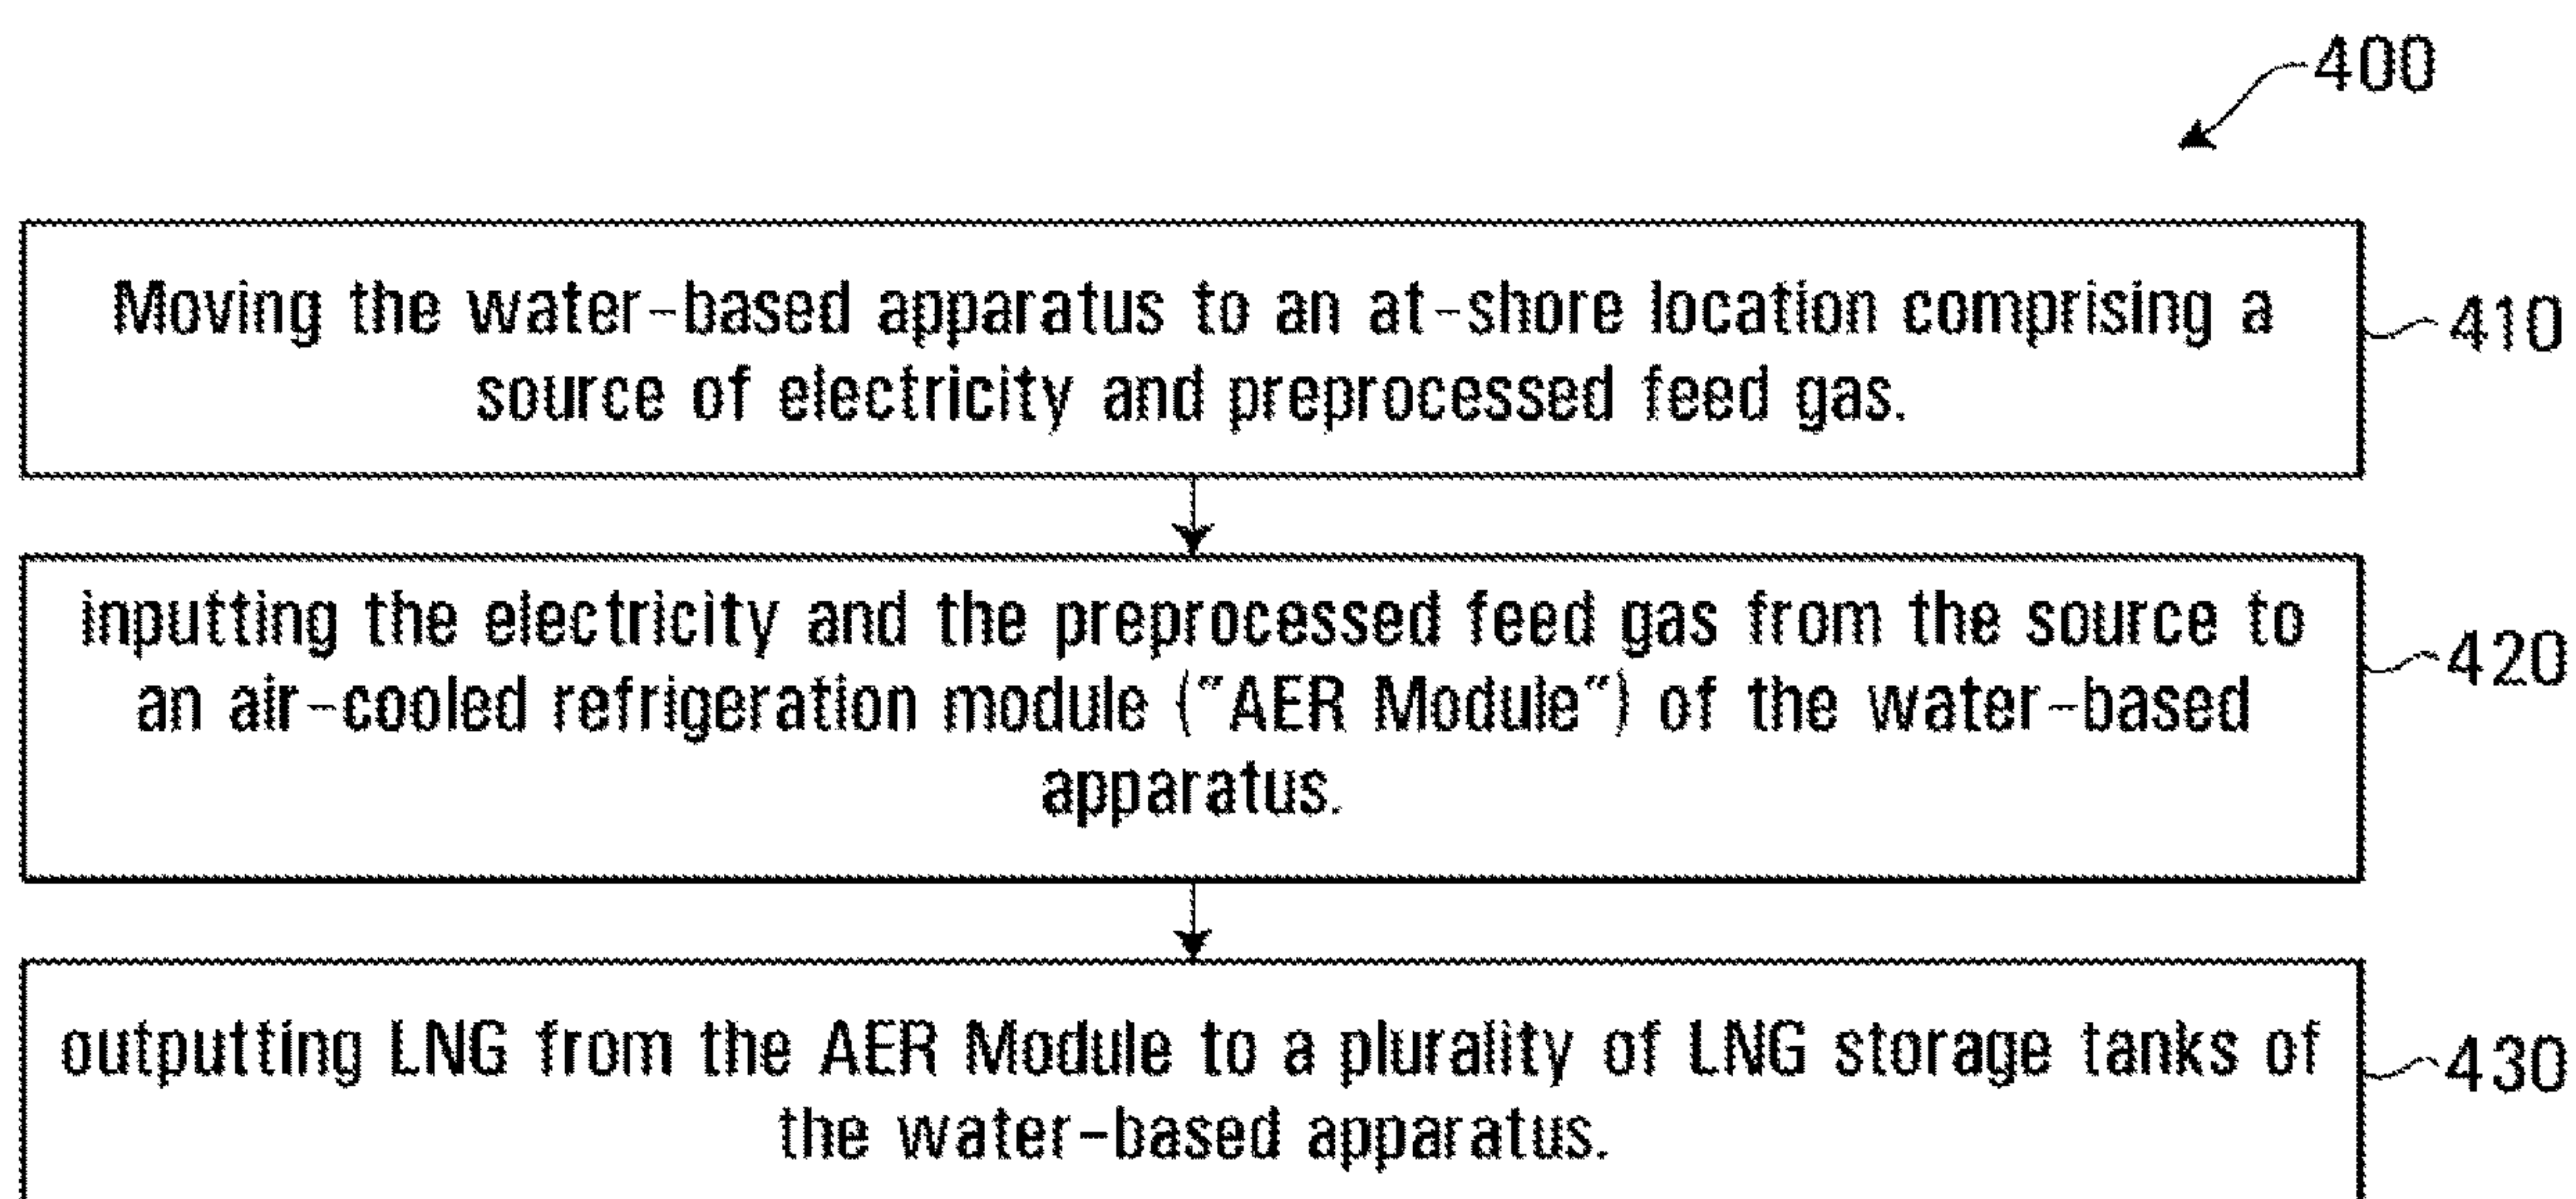 400
Moving the water-based apparatus to an at-shore location comprising a
source of electricity and preprocessed feed gas.
410
inputting the electricity and the preprocessed feed gas from the source to
an air-cooled refrigeration module ("AER Module") of the water-based
apparatus.
420
outputting LNG from the AER Module to a plurality of LNG storage tanks of
the water-based apparatus.
430